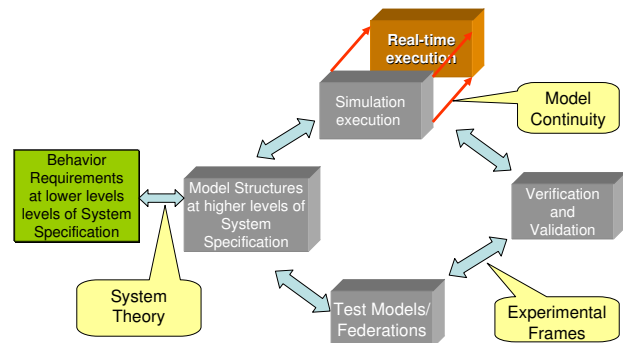 Real-time
execution
Simulation
execution
Model
Continuity
Behavior
Requirements
at lower levels
levels of System
Specification
Model Structures
at higher levels of
System
Specification
Verification
and
Validation
System
Theory
Test Models/
Federations
Experimental
Frames